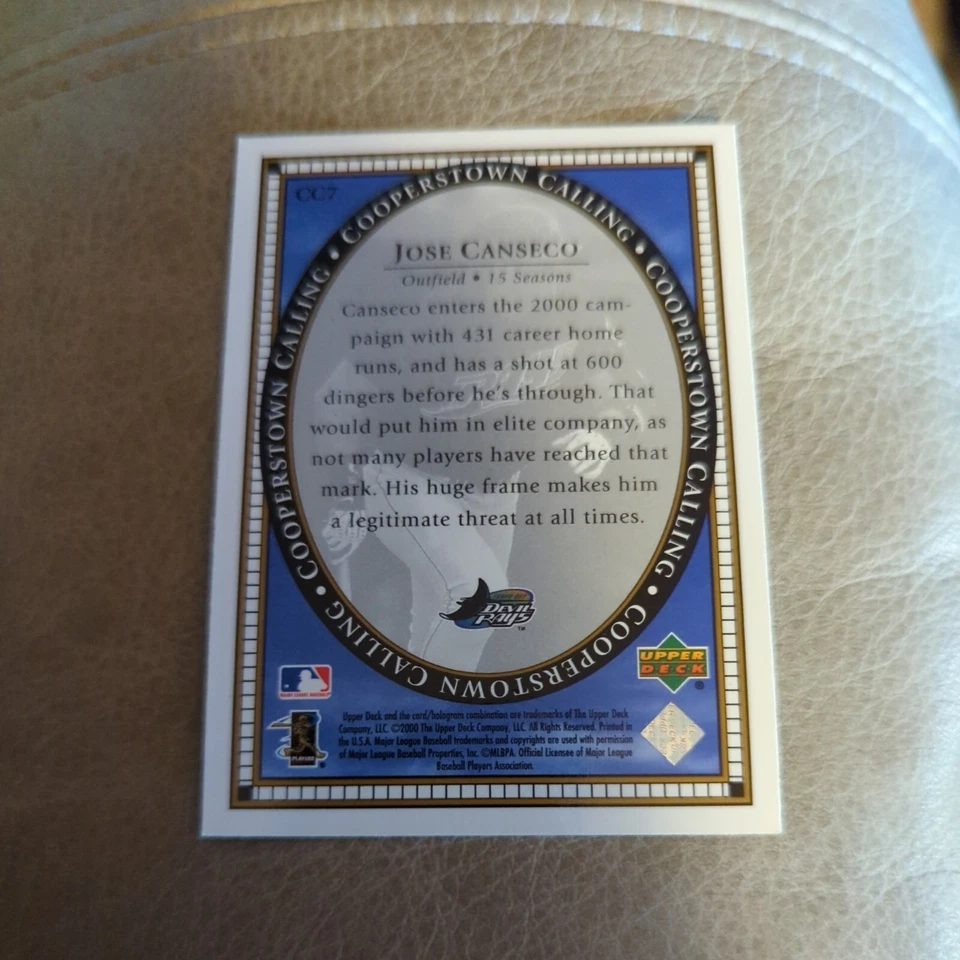 CC7
COOPERSTOWN CALLING • COOPERSTOWN CALLING • COOPERSTOWN CALLING • COOPERSTOWN CALLING •
JOSE CANSECO
Outfield • 15 Seasons
Canseco enters the 2000 cam-
paign with 431 career home
runs, and has a shot at 600
dingers before he's through. That
would put him in elite company, as
not many players have reached that
mark. His huge frame makes him
a legitimate threat at all times.
DEVIL
RAYS™
UPPER
DECK®
MAJOR LEAGUE BASEBALL
PLAYERS
Upper Deck and the card/hologram combination are trademarks of The Upper Deck
Company, LLC. ©2000 The Upper Deck Company, LLC. All Rights Reserved. Printed in
the U.S.A. Major League Baseball trademarks and copyrights are used with permission
of Major League Baseball Properties, Inc. ©MLBPA. Official Licensee of Major League
Baseball Players Association.